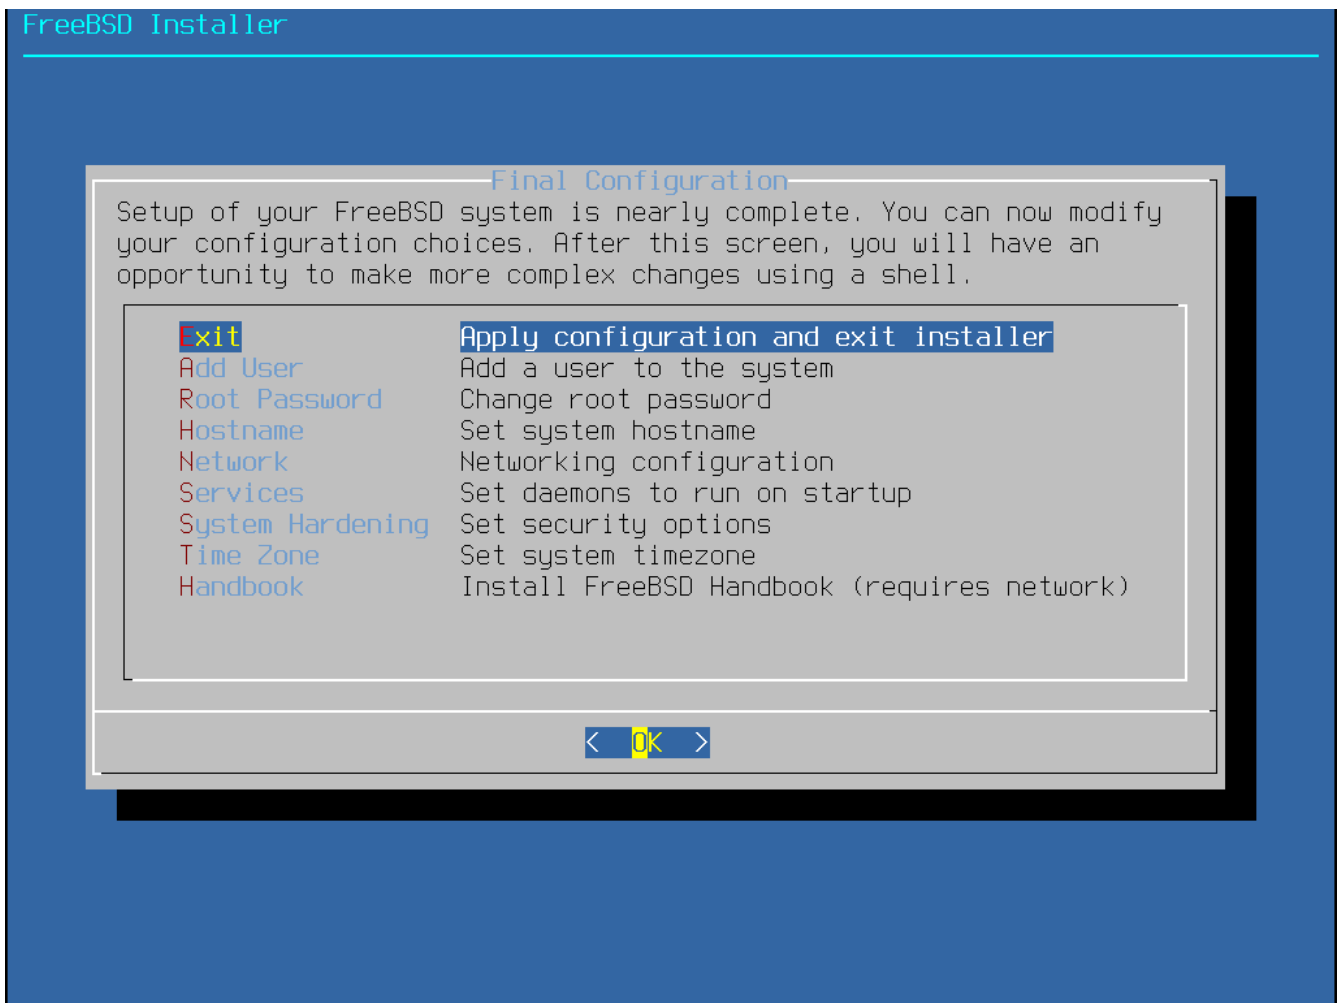 FreeBSD Installer
Final Configuration
Setup of your FreeBSD system is nearly complete. You can now modify
your configuration choices. After this screen, you will have an
opportunity to make more complex changes using a shell.
Exit Apply configuration and exit installer
Add User Add a user to the system
Root Password Change root password
Hostname Set system hostname
Network Networking configuration
Services Set daemons to run on startup
System Hardening Set security options
Time Zone Set system timezone
Handbook Install FreeBSD Handbook (requires network)
< OK >